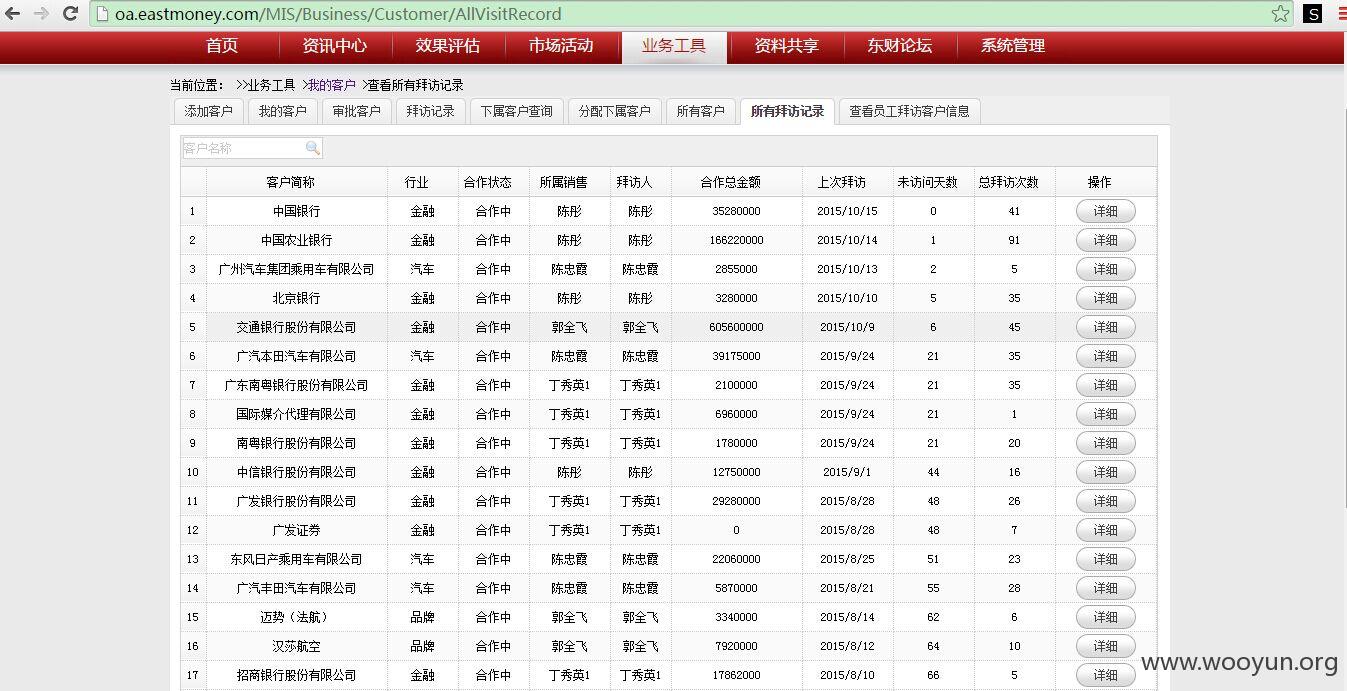 oa.eastmoney.com/MIS/Business/Customer/AllVisitRecord
首页 资讯中心 效果评估 市场活动 业务工具 资料共享 东财论坛 系统管理
当前位置： >>业务工具 >我的客户 >查看所有拜访记录
添加客户 我的客户 审批客户 拜访记录 下属客户查询 分配下属客户 所有客户 所有拜访记录 查看员工拜访客户信息
客户名称
客户简称 行业 合作状态 所属销售 拜访人 合作总金额 上次拜访 未访问天数 总拜访次数 操作
1 中国银行 金融 合作中 陈彤 陈彤 35280000 2015/10/15 0 41 详细
2 中国农业银行 金融 合作中 陈彤 陈彤 166220000 2015/10/14 1 91 详细
3 广州汽车集团乘用车有限公司 汽车 合作中 陈忠霞 陈忠霞 2855000 2015/10/13 2 5 详细
4 北京银行 金融 合作中 陈彤 陈彤 3280000 2015/10/10 5 35 详细
5 交通银行股份有限公司 金融 合作中 郭全飞 郭全飞 605600000 2015/10/9 6 45 详细
6 广汽本田汽车有限公司 汽车 合作中 陈忠霞 陈忠霞 39175000 2015/9/24 21 35 详细
7 广东南粤银行股份有限公司 金融 合作中 丁秀英1 丁秀英1 2100000 2015/9/24 21 35 详细
8 国际媒介代理有限公司 金融 合作中 丁秀英1 丁秀英1 6960000 2015/9/24 21 1 详细
9 南粤银行股份有限公司 金融 合作中 丁秀英1 丁秀英1 1780000 2015/9/24 21 20 详细
10 中信银行股份有限公司 金融 合作中 陈彤 陈彤 12750000 2015/9/1 44 16 详细
11 广发银行股份有限公司 金融 合作中 丁秀英1 丁秀英1 29280000 2015/8/28 48 26 详细
12 广发证券 金融 合作中 丁秀英1 丁秀英1 0 2015/8/28 48 7 详细
13 东风日产乘用车有限公司 汽车 合作中 陈忠霞 陈忠霞 22060000 2015/8/25 51 23 详细
14 广汽丰田汽车有限公司 汽车 合作中 陈忠霞 陈忠霞 5870000 2015/8/21 55 28 详细
15 迈势（法航） 品牌 合作中 郭全飞 郭全飞 3340000 2015/8/14 62 6 详细
16 汉莎航空 品牌 合作中 郭全飞 郭全飞 7920000 2015/8/12 64 10 详细
17 招商银行股份有限公司 金融 合作中 丁秀英1 丁秀英1 17862000 2015/8/10 66 5 详细
www.wooyun.org